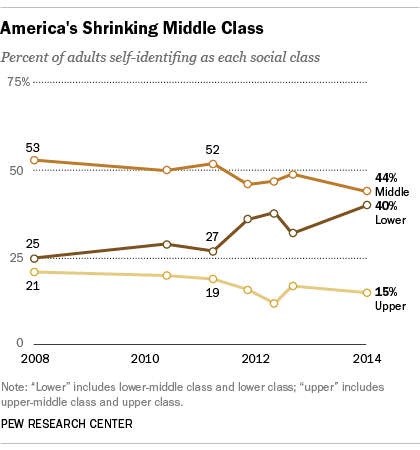 America's Shrinking Middle Class
Percent of adults self-identifing as each social class
75%
53
52
50
44%
Middle
40%
Lower
25
27
25
21
19
15%
Upper
0
2008 2010 2012 2014
Note: “Lower” includes lower-middle class and lower class; “upper” includes
upper-middle class and upper class.
PEW RESEARCH CENTER